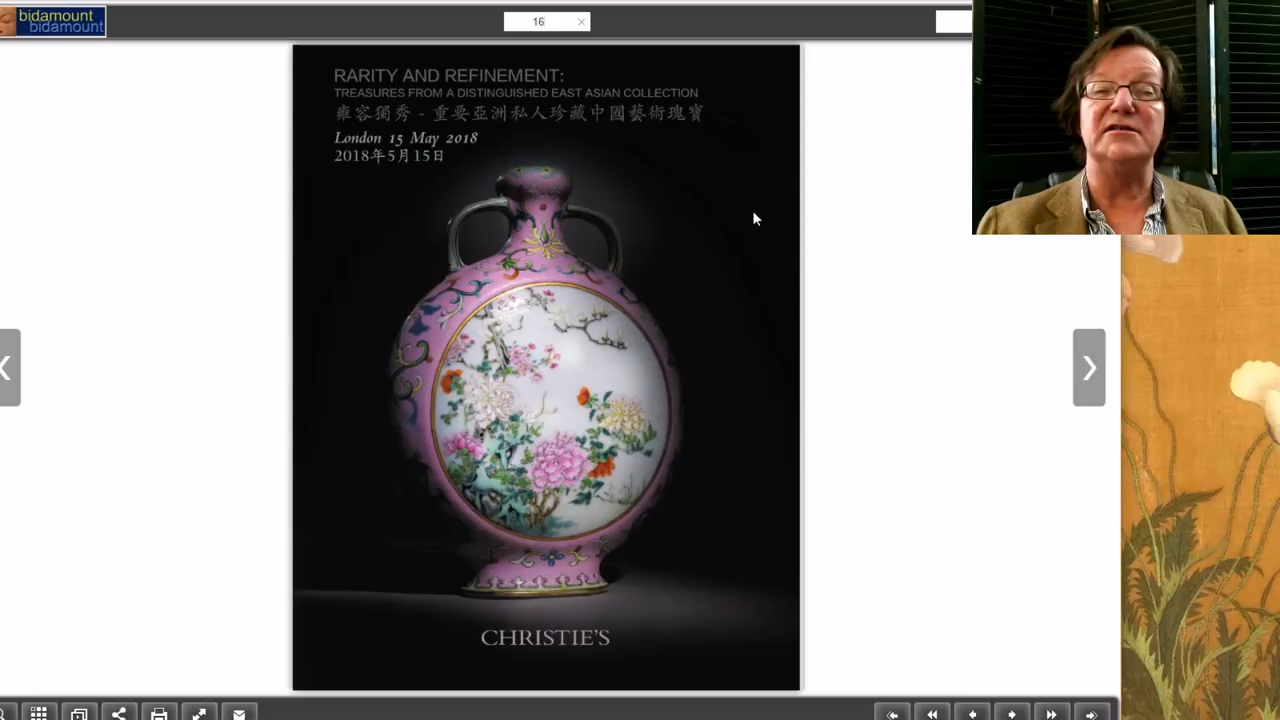 bidamount
bidamount
16
RARITY AND REFINEMENT:
TREASURES FROM A DISTINGUISHED EAST ASIAN COLLECTION
雍容獨秀 - 重要亞洲私人珍藏中國藝術瑰寶
London 15 May 2018
2018年5月15日
CHRISTIE'S